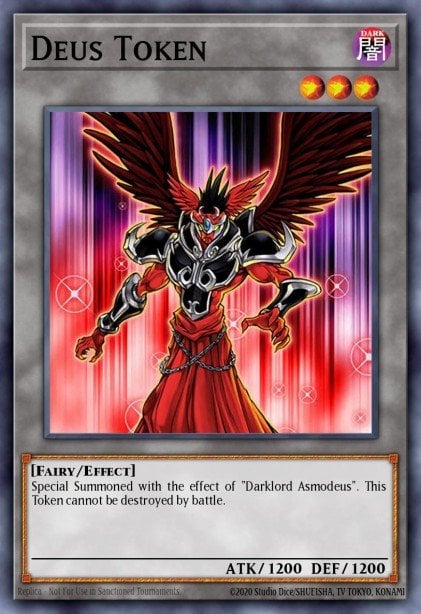 Deus Token
DARK
闇
[Fairy/Effect]
Special Summoned with the effect of "Darklord Asmodeus". This
Token cannot be destroyed by battle.
ATK/1200 DEF/1200
Replica - Not For Use in Sanctioned Tournaments.
©2020 Studio Dice/SHUEISHA, TV TOKYO, KONAMI